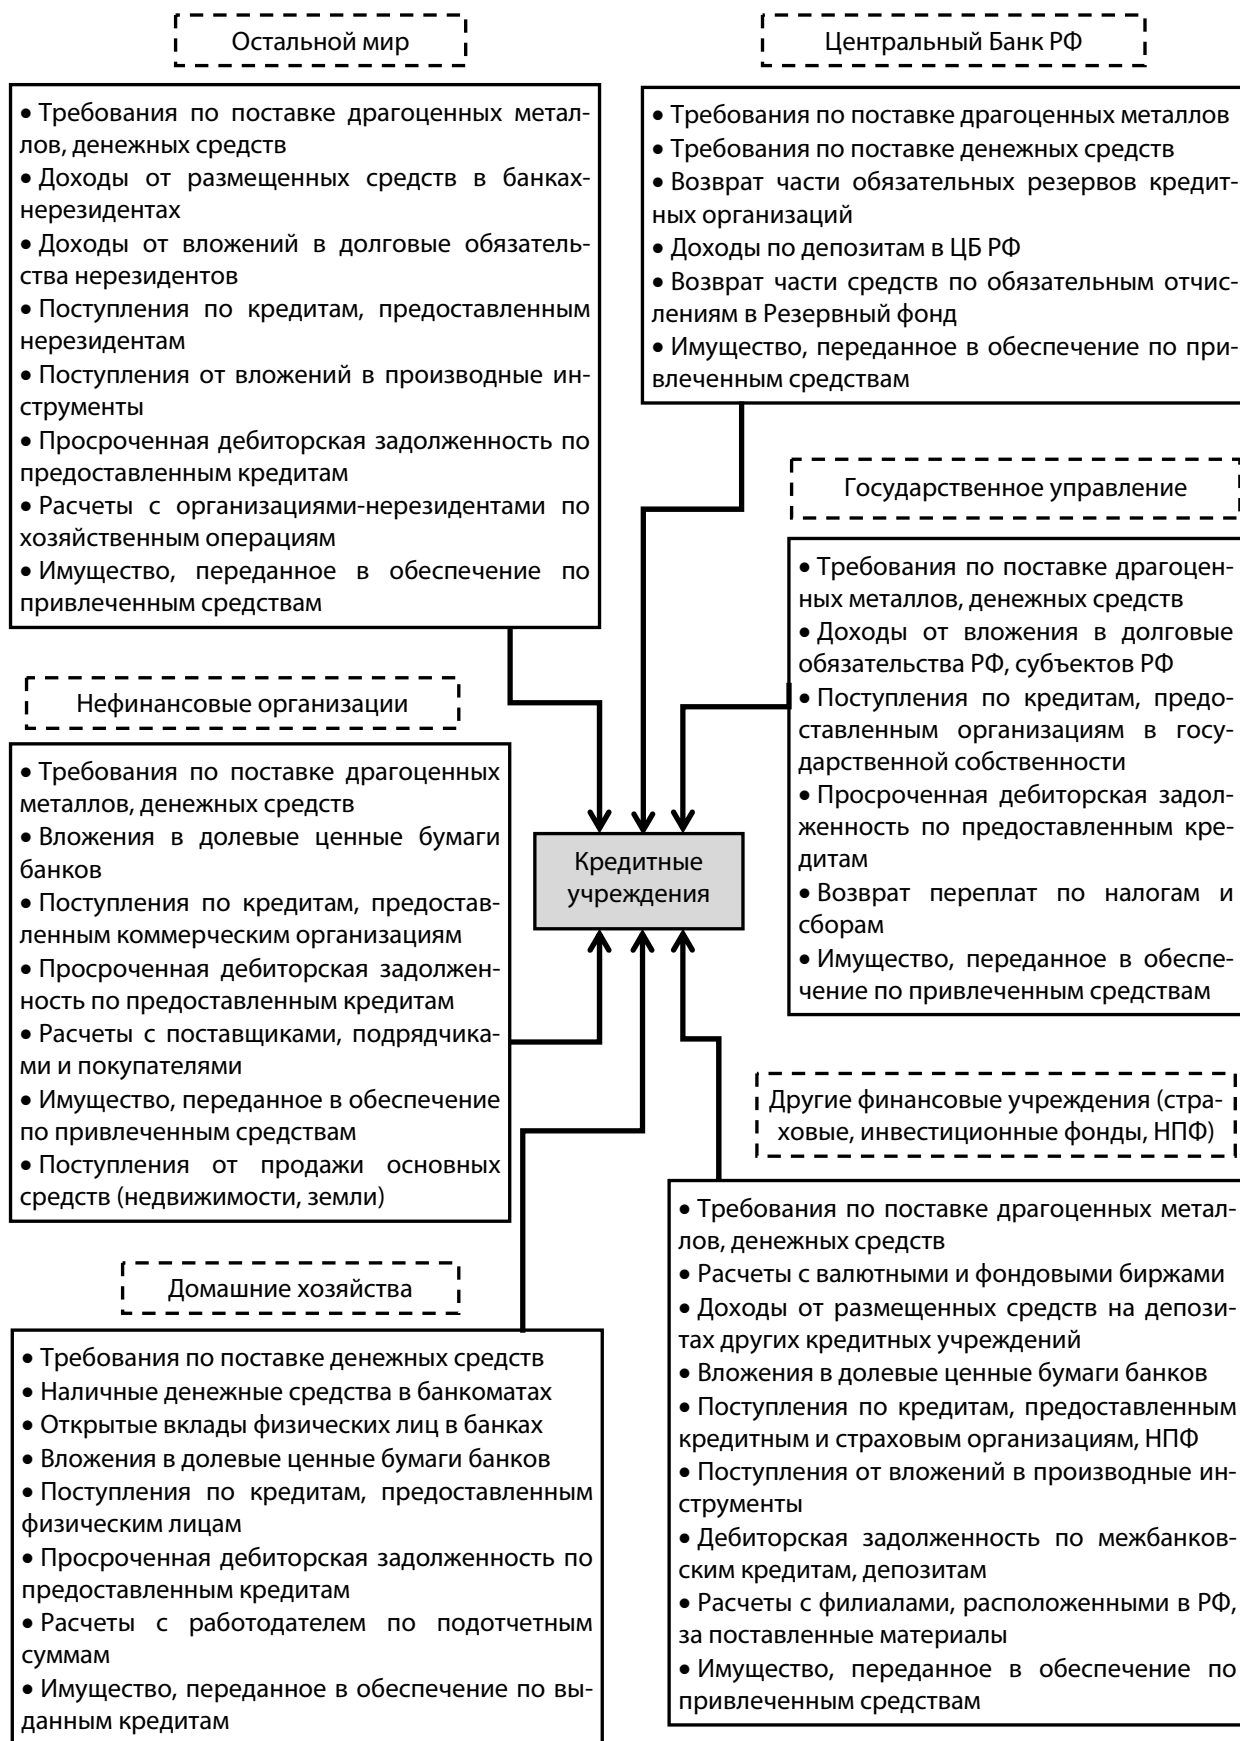 Остальной мир
• Требования по поставке драгоценных метал-
лов, денежных средств
• Доходы от размещенных средств в банках-
нерезидентах
• Доходы от вложений в долговые обязатель-
ства нерезидентов
• Поступления по кредитам, предоставленным
нерезидентам
• Поступления от вложений в производные ин-
струменты
• Просроченная дебиторская задолженность по
предоставленным кредитам
• Расчеты с организациями-нерезидентами по
хозяйственным операциям
• Имущество, переданное в обеспечение по
привлеченным средствам
Центральный Банк РФ
• Требования по поставке драгоценных металлов
• Требования по поставке денежных средств
• Возврат части обязательных резервов кредит-
ных организаций
• Доходы по депозитам в ЦБ РФ
• Возврат части средств по обязательным отчис-
лениям в Резервный фонд
• Имущество, переданное в обеспечение по при-
влеченным средствам
Государственное управление
• Требования по поставке драгоцен-
ных металлов, денежных средств
• Доходы от вложения в долговые
обязательства РФ, субъектов РФ
• Поступления по кредитам, предо-
ставленным организациям в госу-
дарственной собственности
• Просроченная дебиторская задол-
женность по предоставленным кре-
дитам
• Возврат переплат по налогам и
сборам
• Имущество, переданное в обеспе-
чение по привлеченным средствам
Нефинансовые организации
• Требования по поставке драгоценных
металлов, денежных средств
• Вложения в долевые ценные бумаги
банков
• Поступления по кредитам, предостав-
ленным коммерческим организациям
• Просроченная дебиторская задолжен-
ность по предоставленным кредитам
• Расчеты с поставщиками, подрядчика-
ми и покупателями
• Имущество, переданное в обеспечение
по привлеченным средствам
• Поступления от продажи основных
средств (недвижимости, земли)
Кредитные
учреждения
Другие финансовые учреждения (стра-
ховые, инвестиционные фонды, НПФ)
• Требования по поставке драгоценных метал-
лов, денежных средств
• Расчеты с валютными и фондовыми биржами
• Доходы от размещенных средств на депози-
тах других кредитных учреждений
• Вложения в долевые ценные бумаги банков
• Поступления по кредитам, предоставленным
кредитным и страховым организациям, НПФ
• Поступления от вложений в производные ин-
струменты
• Дебиторская задолженность по межбанков-
ским кредитам, депозитам
• Расчеты с филиалами, расположенными в РФ,
за поставленные материалы
• Имущество, переданное в обеспечение по
привлеченным средствам
Домашние хозяйства
• Требования по поставке денежных средств
• Наличные денежные средства в банкоматах
• Открытые вклады физических лиц в банках
• Вложения в долевые ценные бумаги банков
• Поступления по кредитам, предоставленным
физическим лицам
• Просроченная дебиторская задолженность по
предоставленным кредитам
• Расчеты с работодателем по подотчетным
суммам
• Имущество, переданное в обеспечение по вы-
данным кредитам